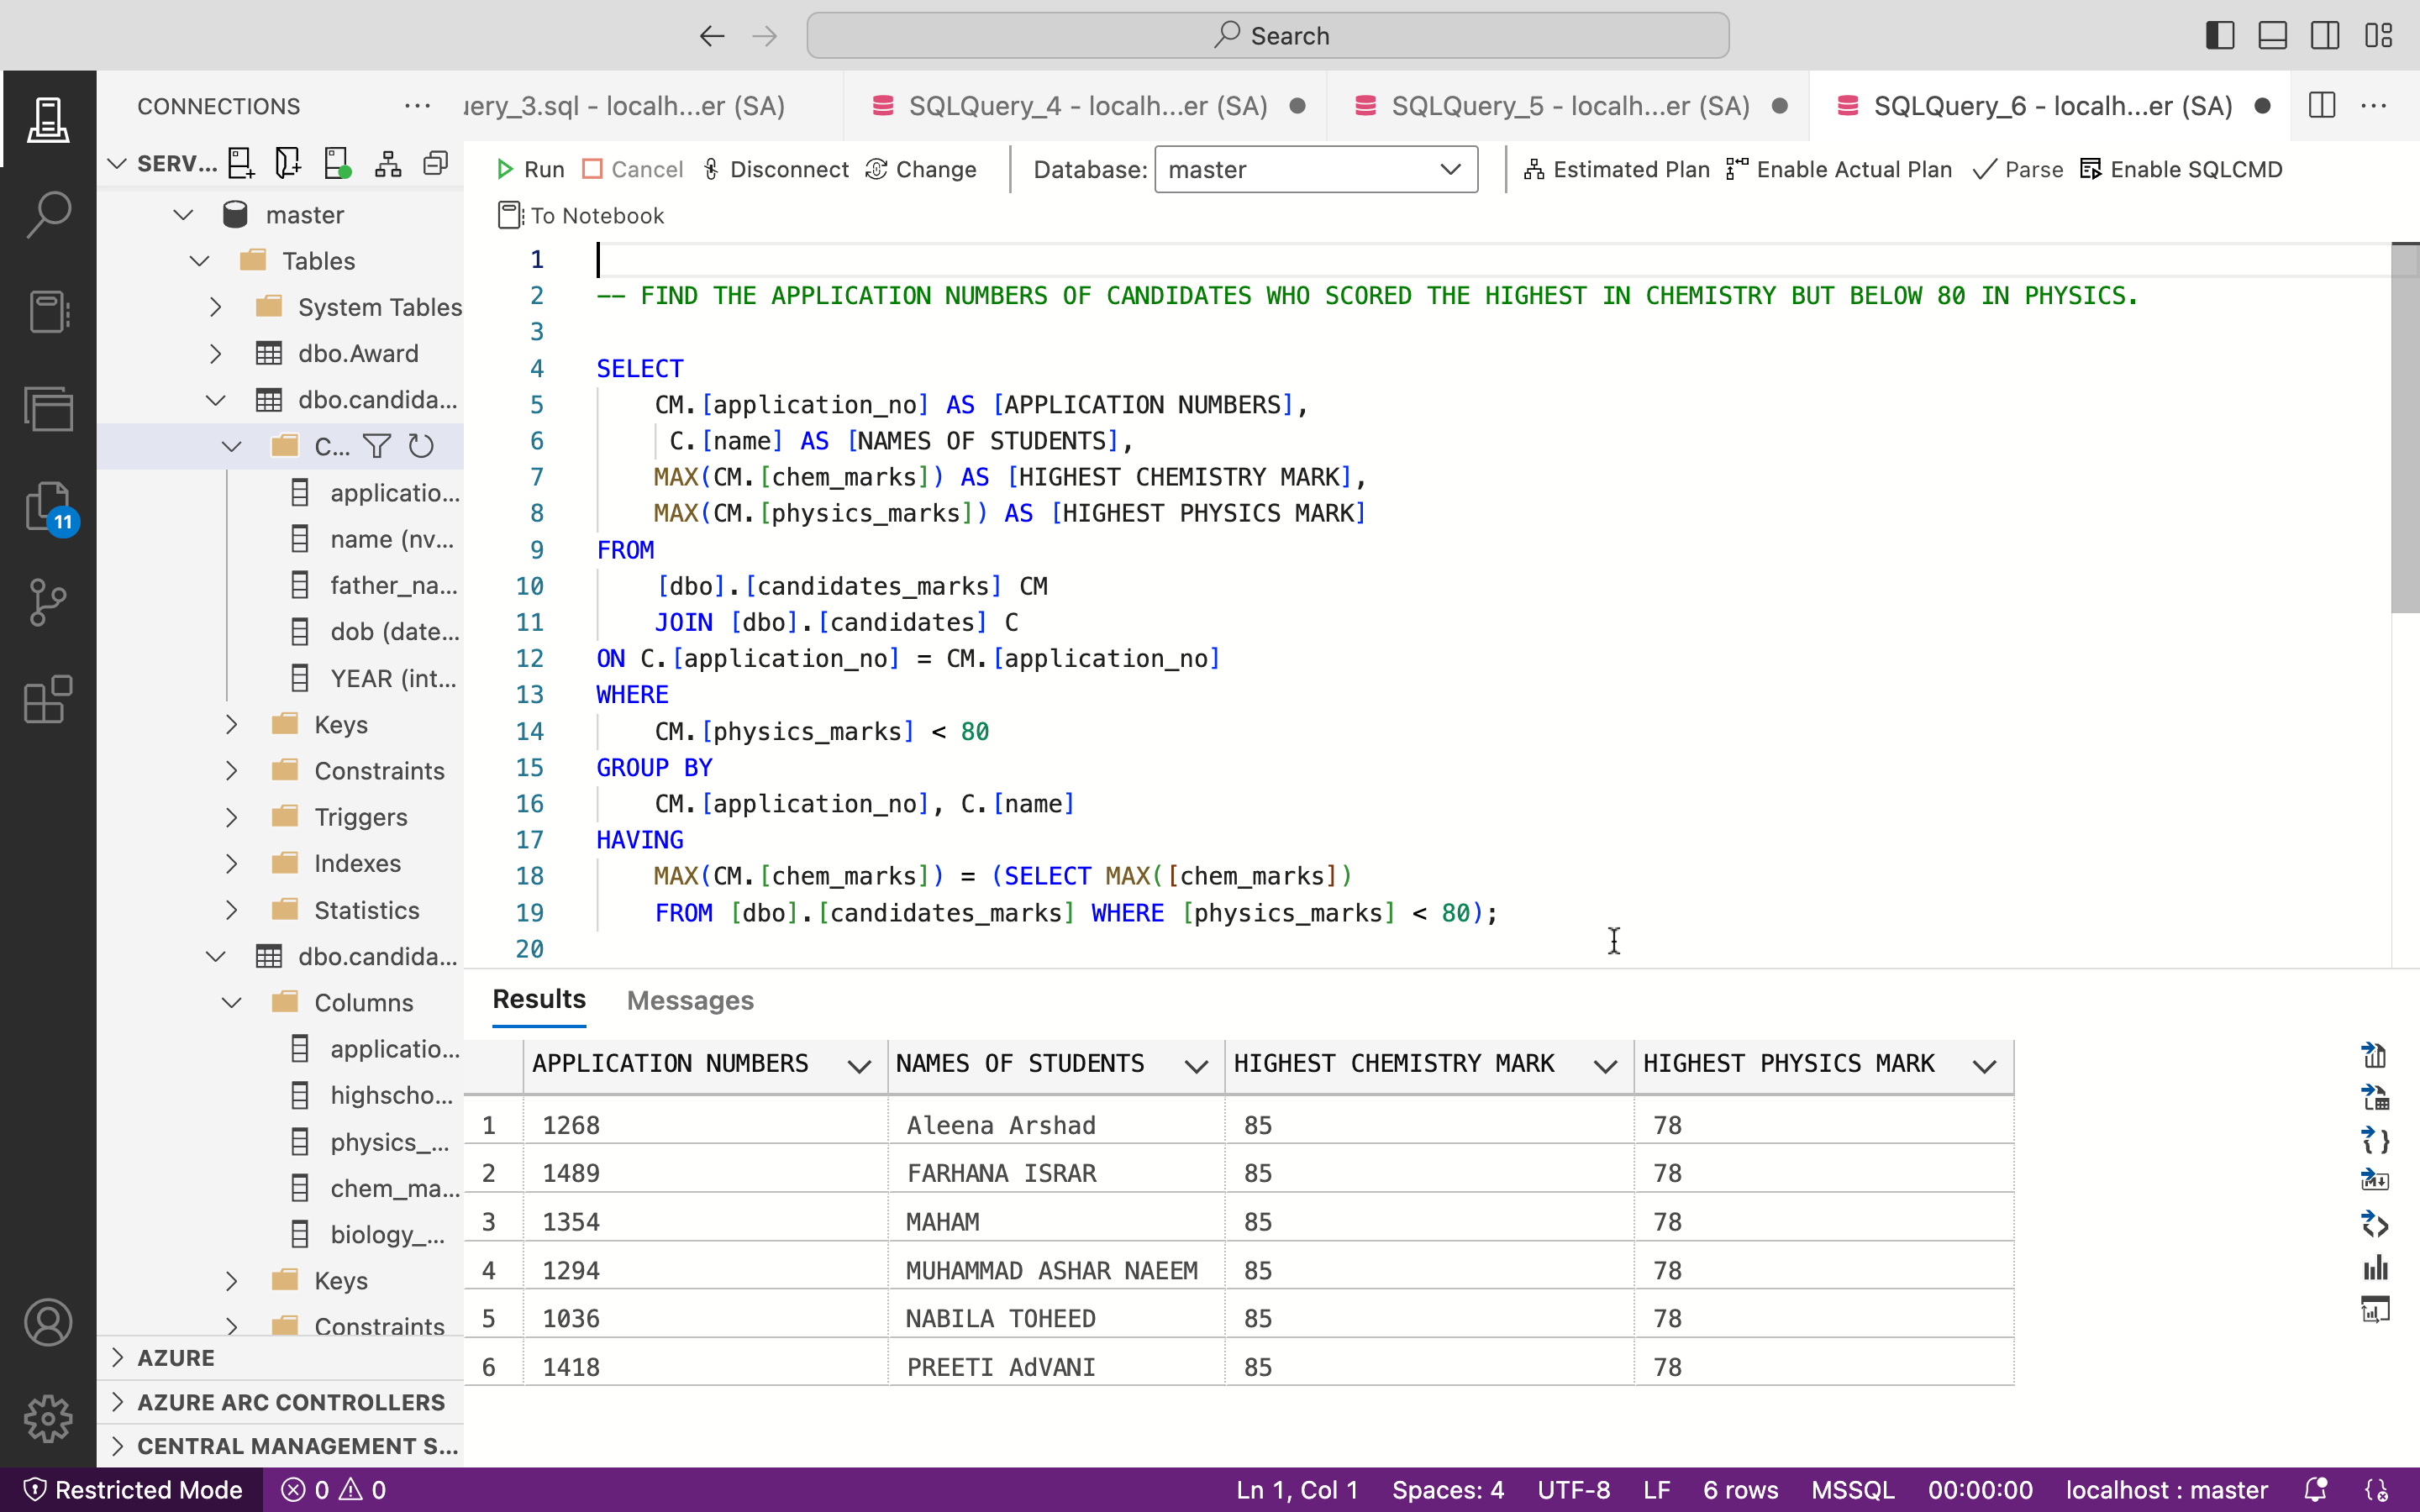 Search
CONNECTIONS
uery_3.sql - localh...er (SA)
SQLQuery_4 - localh...er (SA)
SQLQuery_5 - localh...er (SA)
SQLQuery_6 - localh...er (SA)
SERV...
Run
Cancel
Disconnect
Change
Database:
master
Estimated Plan
Enable Actual Plan
Parse
Enable SQLCMD
To Notebook
master
Tables
System Tables
dbo.Award
dbo.candida...
C...
applicatio...
name (nv...
father_na...
dob (date...
YEAR (int...
Keys
Constraints
Triggers
Indexes
Statistics
dbo.candida...
Columns
applicatio...
highscho...
physics_...
chem_ma...
biology_...
Keys
Constraints
AZURE
AZURE ARC CONTROLLERS
CENTRAL MANAGEMENT S...
11
1
2 -- FIND THE APPLICATION NUMBERS OF CANDIDATES WHO SCORED THE HIGHEST IN CHEMISTRY BUT BELOW 80 IN PHYSICS.
3
4 SELECT
5 CM.[application_no] AS [APPLICATION NUMBERS],
6 C.[name] AS [NAMES OF STUDENTS],
7 MAX(CM.[chem_marks]) AS [HIGHEST CHEMISTRY MARK],
8 MAX(CM.[physics_marks]) AS [HIGHEST PHYSICS MARK]
9 FROM
10 [dbo].[candidates_marks] CM
11 JOIN [dbo].[candidates] C
12 ON C.[application_no] = CM.[application_no]
13 WHERE
14 CM.[physics_marks] < 80
15 GROUP BY
16 CM.[application_no], C.[name]
17 HAVING
18 MAX(CM.[chem_marks]) = (SELECT MAX([chem_marks])
19 FROM [dbo].[candidates_marks] WHERE [physics_marks] < 80);
20
Results
Messages
APPLICATION NUMBERS NAMES OF STUDENTS HIGHEST CHEMISTRY MARK HIGHEST PHYSICS MARK
1 1268 Aleena Arshad 85 78
2 1489 FARHANA ISRAR 85 78
3 1354 MAHAM 85 78
4 1294 MUHAMMAD ASHAR NAEEM 85 78
5 1036 NABILA TOHEED 85 78
6 1418 PREETI AdVANI 85 78
Restricted Mode
0 0
Ln 1, Col 1
Spaces: 4
UTF-8
LF
6 rows
MSSQL
00:00:00
localhost : master